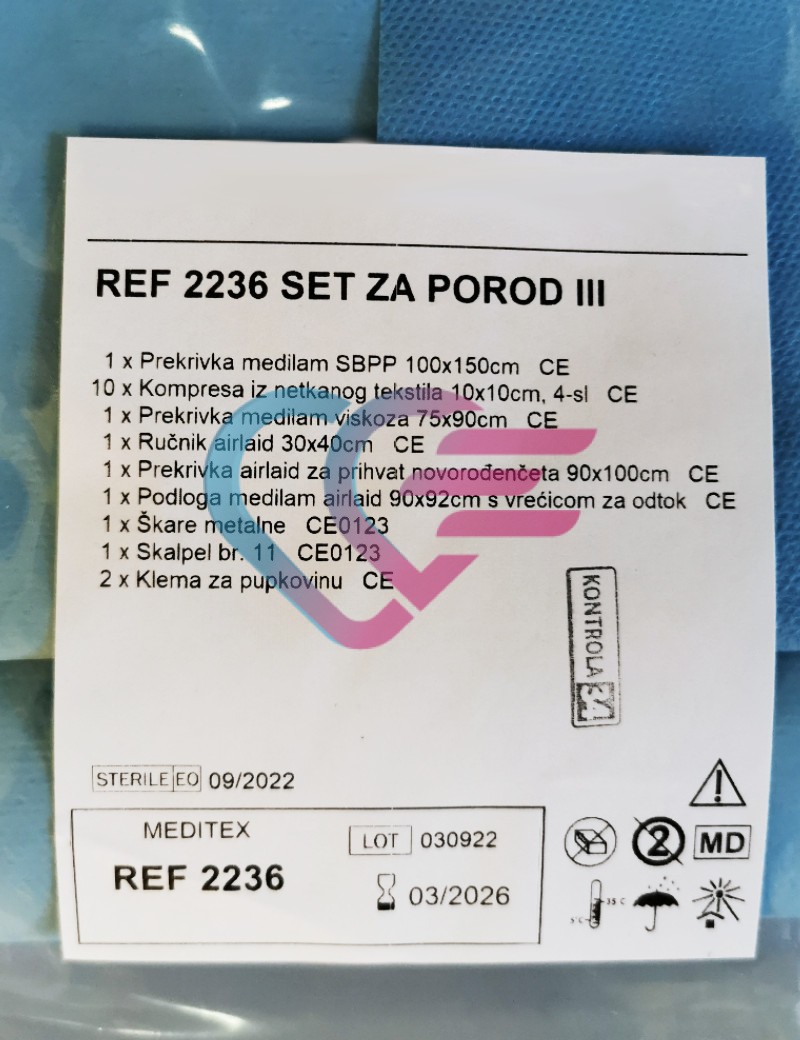 REF 2236 SET ZA POROD III
1 x Prekrivka medilam SBPP 100x150cm CE
10 x Kompresa iz netkanog tekstila 10x10cm, 4-sl CE
1 x Prekrivka medilam viskoza 75x90cm CE
1 x Ručnik airlaid 30x40cm CE
1 x Prekrivka airlaid za prihvat novorođenčeta 90x100cm CE
1 x Podloga medilam airlaid 90x92cm s vrećicom za odtok CE
1 x Škare metalne CE0123
1 x Skalpel br. 11 CE0123
2 x Klema za pupkovinu CE
KONTROLA
STERILE EO 09/2022
MEDITEX
REF 2236
LOT 030922
03/2026
2
MD
5°C
35 C